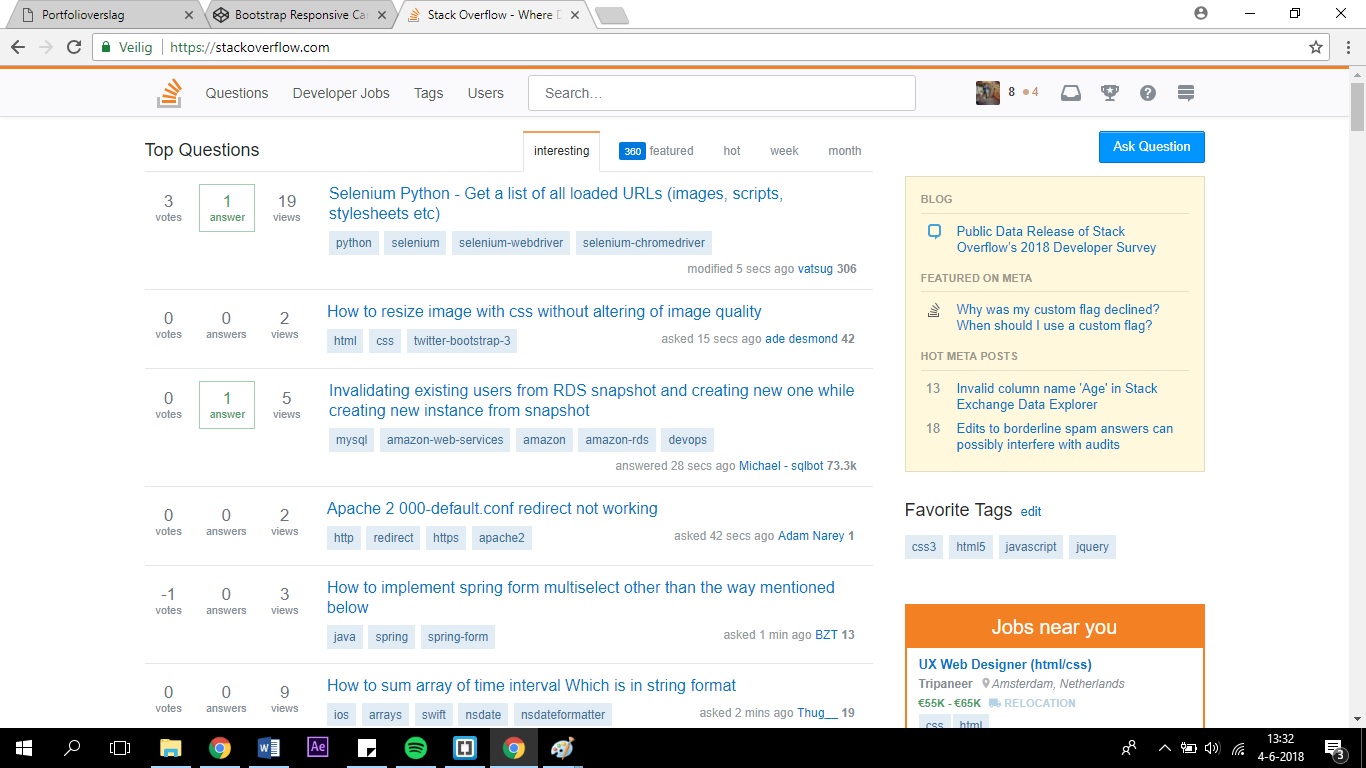 Portfolioverslag
Bootstrap Responsive Ca
Stack Overflow - Where D
Veilig
https://stackoverflow.com
Questions Developer Jobs Tags Users Search... 8 4
Top Questions
interesting 360 featured hot week month
3 votes 1 answer 19 views
Selenium Python - Get a list of all loaded URLs (images, scripts,
stylesheets etc)
python selenium selenium-webdriver selenium-chromedriver
modified 5 secs ago vatsug 306
0 votes 0 answers 2 views
How to resize image with css without altering of image quality
html css twitter-bootstrap-3
asked 15 secs ago ade desmond 42
0 votes 1 answer 5 views
Invalidating existing users from RDS snapshot and creating new one while
creating new instance from snapshot
mysql amazon-web-services amazon amazon-rds devops
answered 28 secs ago Michael - sqlbot 73.3k
0 votes 0 answers 2 views
Apache 2 000-default.conf redirect not working
http redirect https apache2
asked 42 secs ago Adam Narey 1
-1 votes 0 answers 3 views
How to implement spring form multiselect other than the way mentioned
below
java spring spring-form
asked 1 min ago BZT 13
0 votes 0 answers 9 views
How to sum array of time interval Which is in string format
ios arrays swift nsdate nsdateformatter
asked 2 mins ago Thug__ 19
Ask Question
BLOG
Public Data Release of Stack
Overflow's 2018 Developer Survey
FEATURED ON META
Why was my custom flag declined?
When should I use a custom flag?
HOT META POSTS
13 Invalid column name 'Age' in Stack
Exchange Data Explorer
18 Edits to borderline spam answers can
possibly interfere with audits
Favorite Tags edit
css3 html5 javascript jquery
Jobs near you
UX Web Designer (html/css)
Tripaneer Amsterdam, Netherlands
€55K - €65K RELOCATION
css html
Ae
13:32
4-6-2018
3